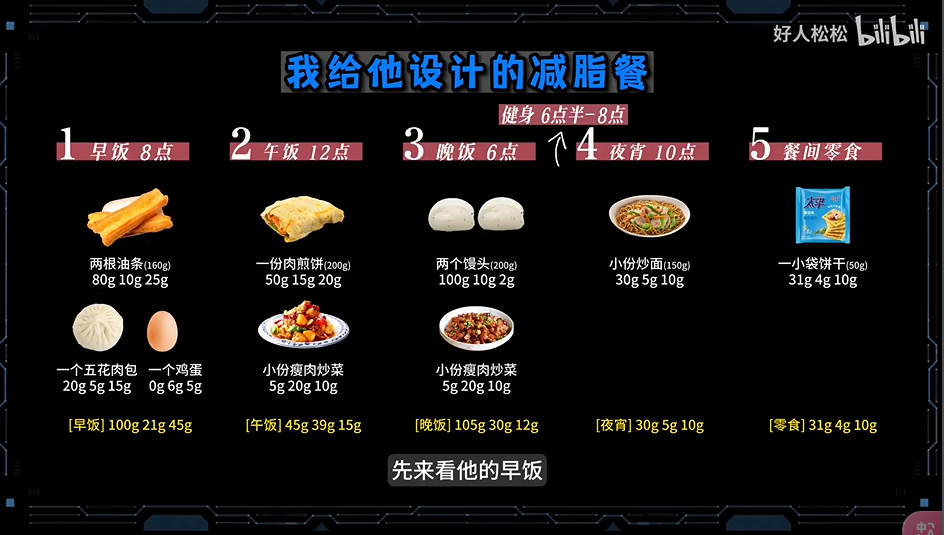 好人松松 bilibili
我给他设计的减脂餐
健身 6点半-8点
1 早饭 8点
2 午饭 12点
3 晚饭 6点
4 夜宵 10点
5 餐间零食
两根油条(160g)
80g 10g 25g
一个五花肉包
20g 5g 15g
一个鸡蛋
0g 6g 5g
[早饭] 100g 21g 45g
一份肉煎饼(200g)
50g 15g 20g
小份瘦肉炒菜
5g 20g 10g
[午饭] 45g 39g 15g
两个馒头(200g)
100g 10g 2g
小份瘦肉炒菜
5g 20g 10g
[晚饭] 105g 30g 12g
小份炒面(150g)
30g 5g 10g
[夜宵] 30g 5g 10g
太平
一小袋饼干(50g)
31g 4g 10g
[零食] 31g 4g 10g
先来看他的早饭